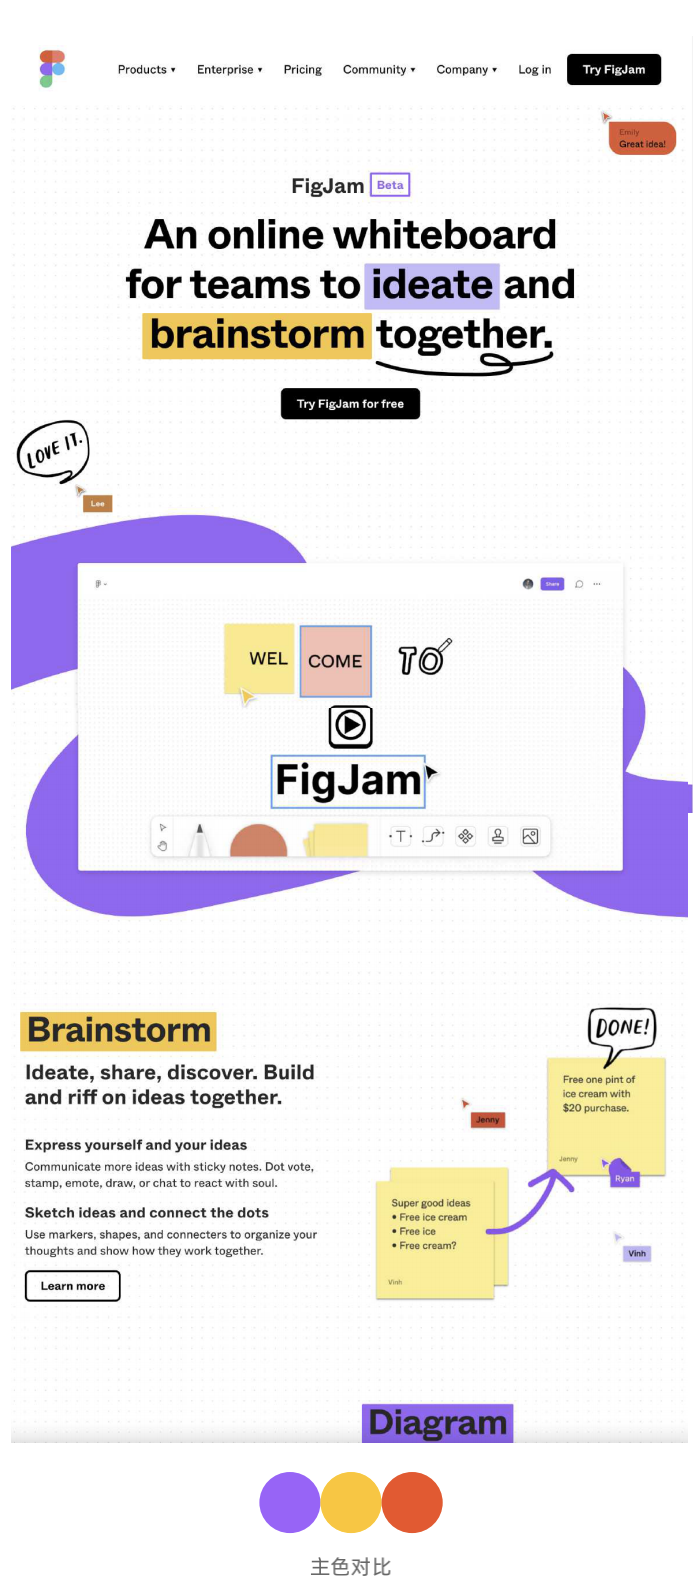 Products ▾ Enterprise ▾ Pricing Community ▾ Company ▾ Log in Try FigJam
Emily
Great idea!
FigJam Beta
An online whiteboard
for teams to ideate and
brainstorm together.
Try FigJam for free
LOVE IT.
Lee
Share
WEL COME TO
FigJam
T
Brainstorm
Ideate, share, discover. Build
and riff on ideas together.
Express yourself and your ideas
Communicate more ideas with sticky notes. Dot vote,
stamp, emote, draw, or chat to react with soul.
Sketch ideas and connect the dots
Use markers, shapes, and connecters to organize your
thoughts and show how they work together.
Learn more
DONE!
Free one pint of
ice cream with
$20 purchase.
Jenny
Jenny
Ryan
Super good ideas
• Free ice cream
• Free ice
• Free cream?
Vinh
Vinh
Diagram
主色对比